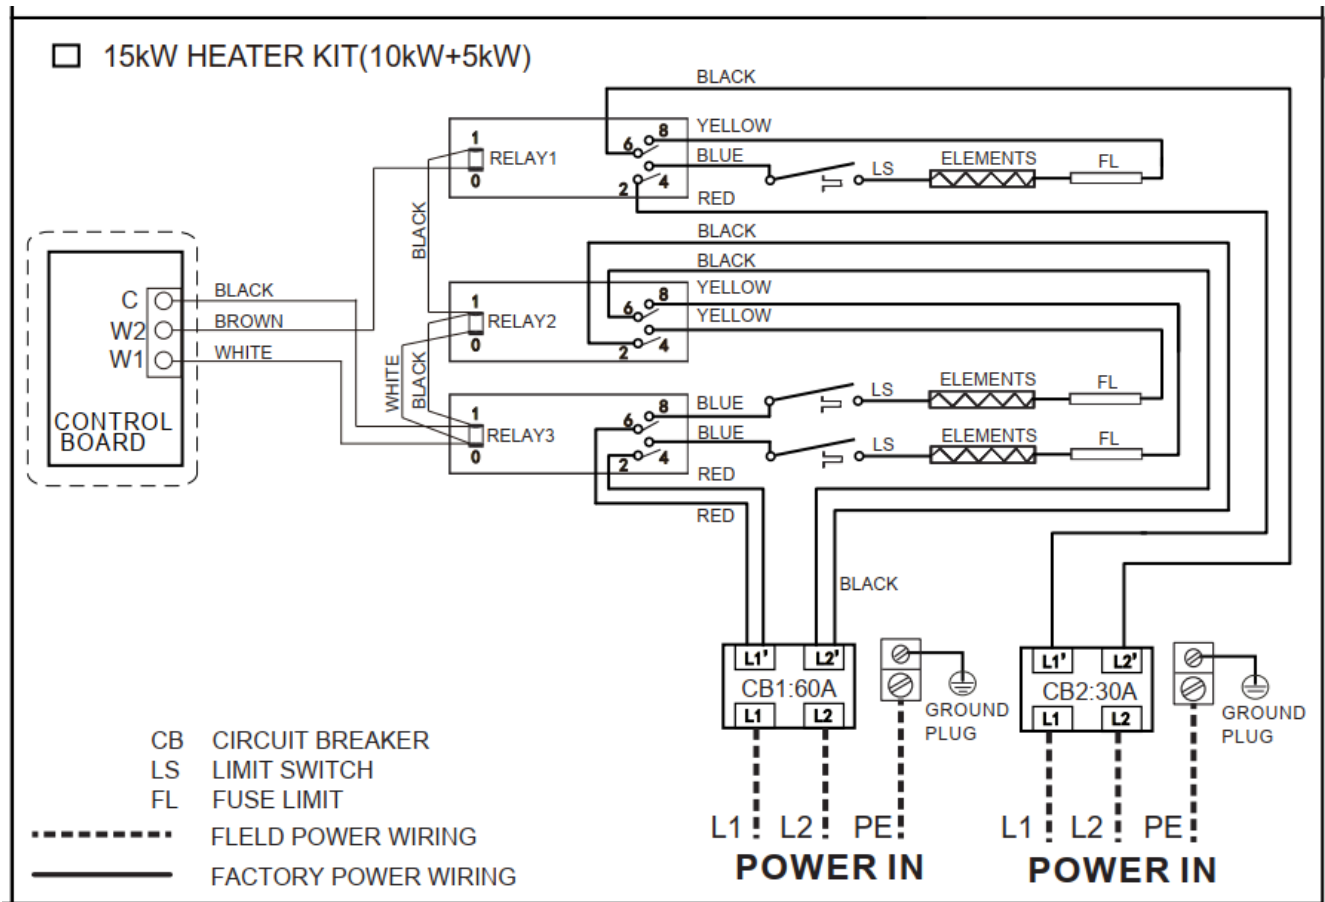 15kW HEATER KIT(10kW+5kW)
BLACK
1
RELAY1
0
8
6
4
2
YELLOW
BLUE
RED
LS
ELEMENTS
FL
BLACK
BLACK
BLACK
YELLOW
YELLOW
1
RELAY2
0
8
6
4
2
C
W2
W1
BLACK
BROWN
WHITE
CONTROL
BOARD
WHITE
BLACK
1
RELAY3
0
8
6
4
2
BLUE
BLUE
RED
RED
LS
ELEMENTS
FL
LS
ELEMENTS
FL
BLACK
L1' L2'
CB1:60A
L1 L2
GROUND
PLUG
L1' L2'
CB2:30A
L1 L2
GROUND
PLUG
CB CIRCUIT BREAKER
LS LIMIT SWITCH
FL FUSE LIMIT
FLELD POWER WIRING
FACTORY POWER WIRING
L1 L2 PE
POWER IN
L1 L2 PE
POWER IN